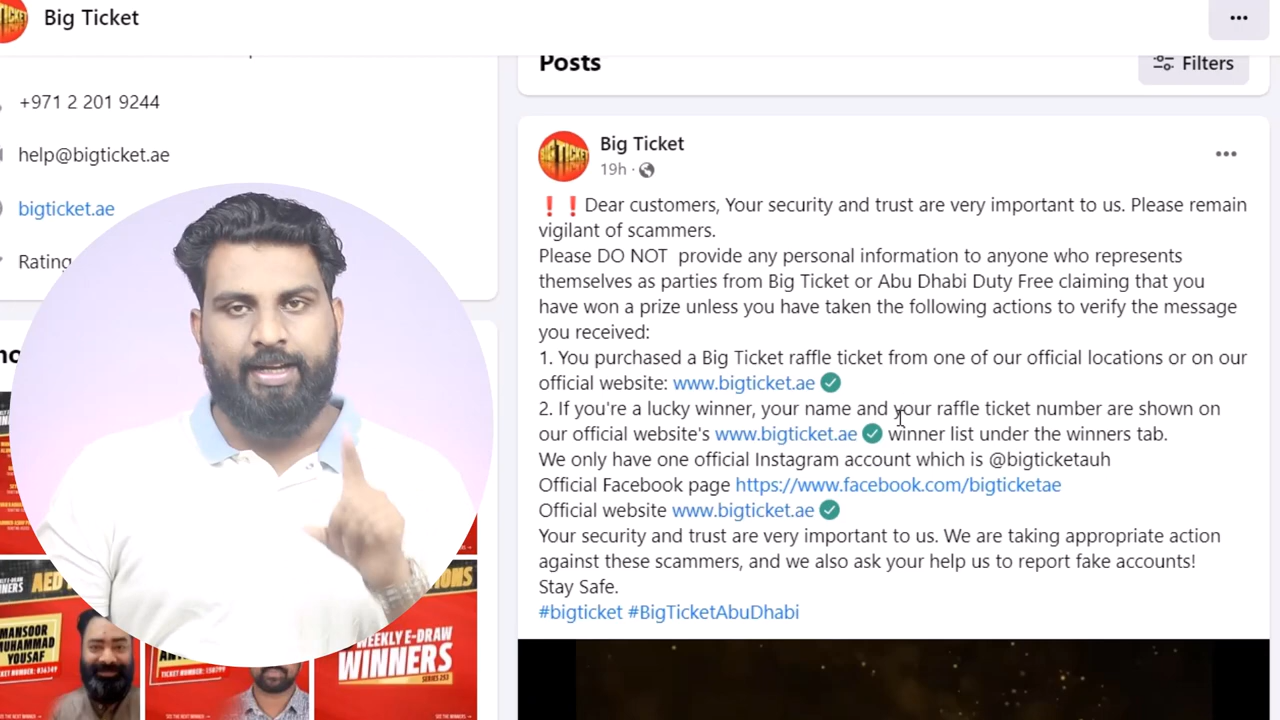 Big Ticket
+971 2 201 9244
help@bigticket.ae
bigticket.ae
Rating
Posts
Filters
BIG TICKET
Big Ticket
19h ·
❗❗Dear customers, Your security and trust are very important to us. Please remain
vigilant of scammers.
Please DO NOT  provide any personal information to anyone who represents
themselves as parties from Big Ticket or Abu Dhabi Duty Free claiming that you
have won a prize unless you have taken the following actions to verify the message
you received:
1. You purchased a Big Ticket raffle ticket from one of our official locations or on our
official website: www.bigticket.ae
2. If you're a lucky winner, your name and your raffle ticket number are shown on
our official website's www.bigticket.ae winner list under the winners tab.
We only have one official Instagram account which is @bigticketauh
Official Facebook page https://www.facebook.com/bigticketae
Official website www.bigticket.ae
Your security and trust are very important to us. We are taking appropriate action
against these scammers, and we also ask your help us to report fake accounts!
Stay Safe.
#bigticket #BigTicketAbuDhabi
AED
MANSOOR
MUHAMMAD
YOUSAF
TICKET NUMBER: 036349
WEEKLY E-DRAW
WINNERS
SERIES 253